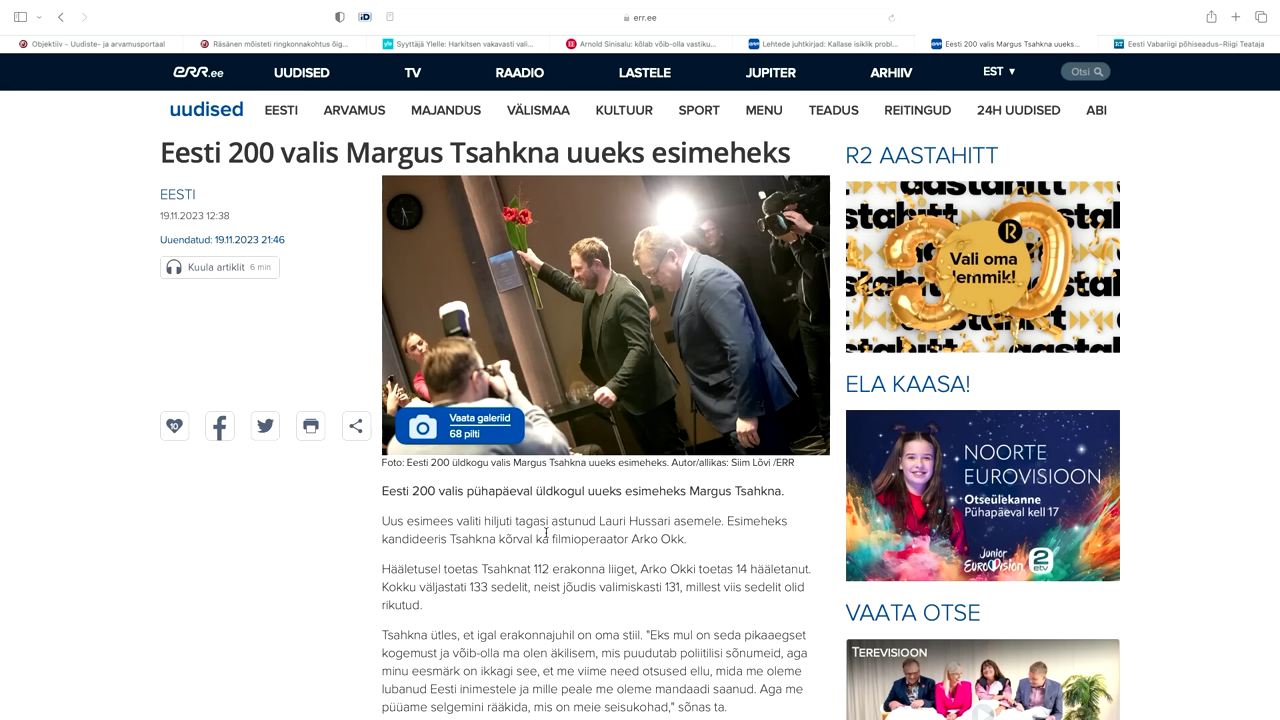 err.ee
Objektiiv - Uudiste- ja arvamusportaal
Räsänen mõisteti ringkonnakohtus õig...
Syyttäjä Ylelle: Harkitsen vakavasti vali...
Arnold Sinisalu: kõlab võib-olla vastiku...
Lehtede juhtkirjad: Kallase isiklik probl...
Eesti 200 valis Margus Tsahkna uueks...
Eesti Vabariigi põhiseadus–Riigi Teataja
err.ee
UUDISED TV RAADIO LASTELE JUPITER ARHIIV EST ▼ Otsi
uudised EESTI ARVAMUS MAJANDUS VÄLISMAA KULTUUR SPORT MENU TEADUS REITINGUD 24H UUDISED ABI
Eesti 200 valis Margus Tsahkna uueks esimeheks
EESTI
19.11.2023 12:38
Uuendatud: 19.11.2023 21:46
Kuula artiklit 6 min
10
Vaata galeriid
68 pilti
Foto: Eesti 200 üldkogu valis Margus Tsahkna uueks esimeheks. Autor/allikas: Siim Lõvi /ERR
Eesti 200 valis pühapäeval üldkogul uueks esimeheks Margus Tsahkna.
Uus esimees valiti hiljuti tagasi astunud Lauri Hussari asemele. Esimeheks
kandideeris Tsahkna kõrval ka filmioperaator Arko Okk.
Hääletusel toetas Tsahknat 112 erakonna liiget, Arko Okki toetas 14 hääletanut.
Kokku väljastati 133 sedelit, neist jõudis valimiskasti 131, millest viis sedelit olid
rikutud.
Tsahkna ütles, et igal erakonnajuhil on oma stiil. "Eks mul on seda pikaaegset
kogemust ja võib-olla ma olen äkilisem, mis puudutab poliitilisi sõnumeid, aga
minu eesmärk on ikkagi see, et me viime need otsused ellu, mida me oleme
lubanud Eesti inimestele ja mille peale me oleme mandaadi saanud. Aga me
püüame selgemini rääkida, mis on meie seisukohad," sõnas ta.
R2 AASTAHITT
aastahitt
30
R
Vali oma
lemmik!
ELA KAASA!
NOORTE
EUROVISIOON
Otseülekanne
Pühapäeval kell 17
Junior
EUROVISION
2
etv
VAATA OTSE
TEREVISIOON